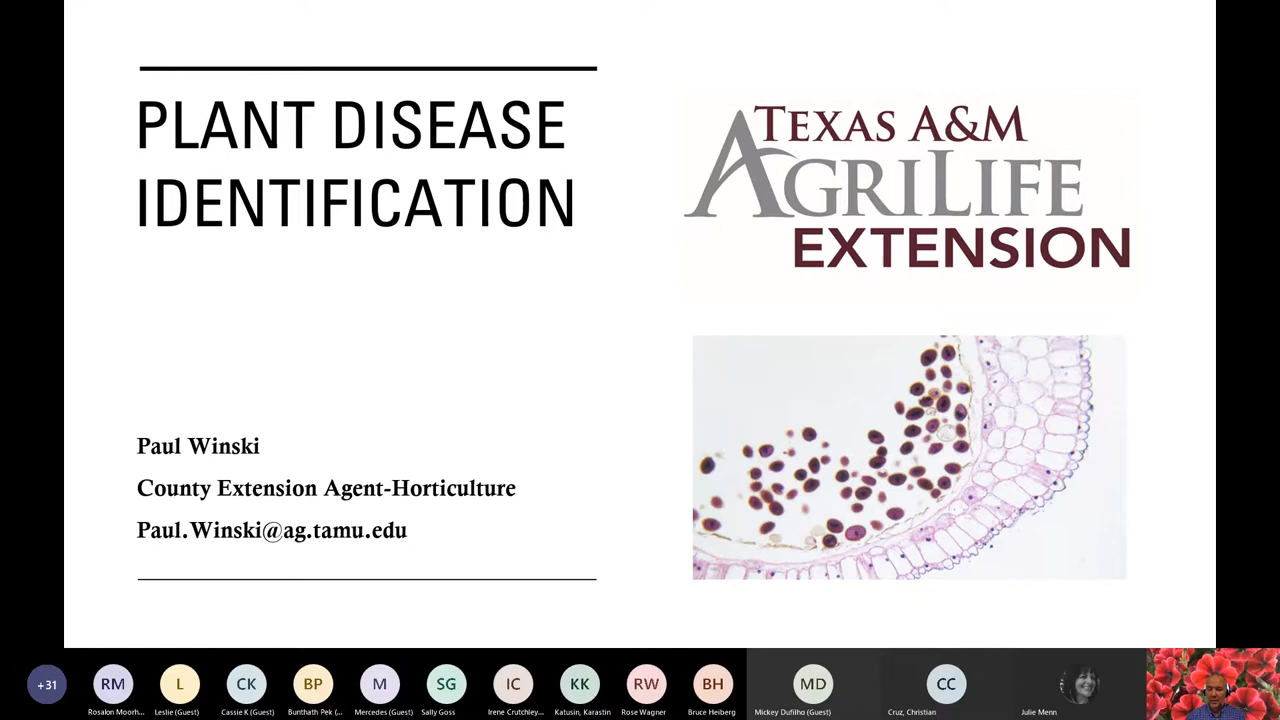 PLANT DISEASE
IDENTIFICATION
TEXAS A&M
AGRILIFE
EXTENSION
Paul Winski
County Extension Agent-Horticulture
Paul.Winski@ag.tamu.edu
+31
RM
L
CK
BP
M
SG
IC
KK
RW
BH
MD
CC
Rosalon Moorh...
Leslie (Guest)
Cassie K (Guest)
Bunthath Pek (...
Mercedes (Guest)
Sally Goss
Irene Crutchley...
Katusin, Karastin
Rose Wagner
Bruce Heiberg
Mickey Dufilho (Guest)
Cruz, Christian
Julie Menn